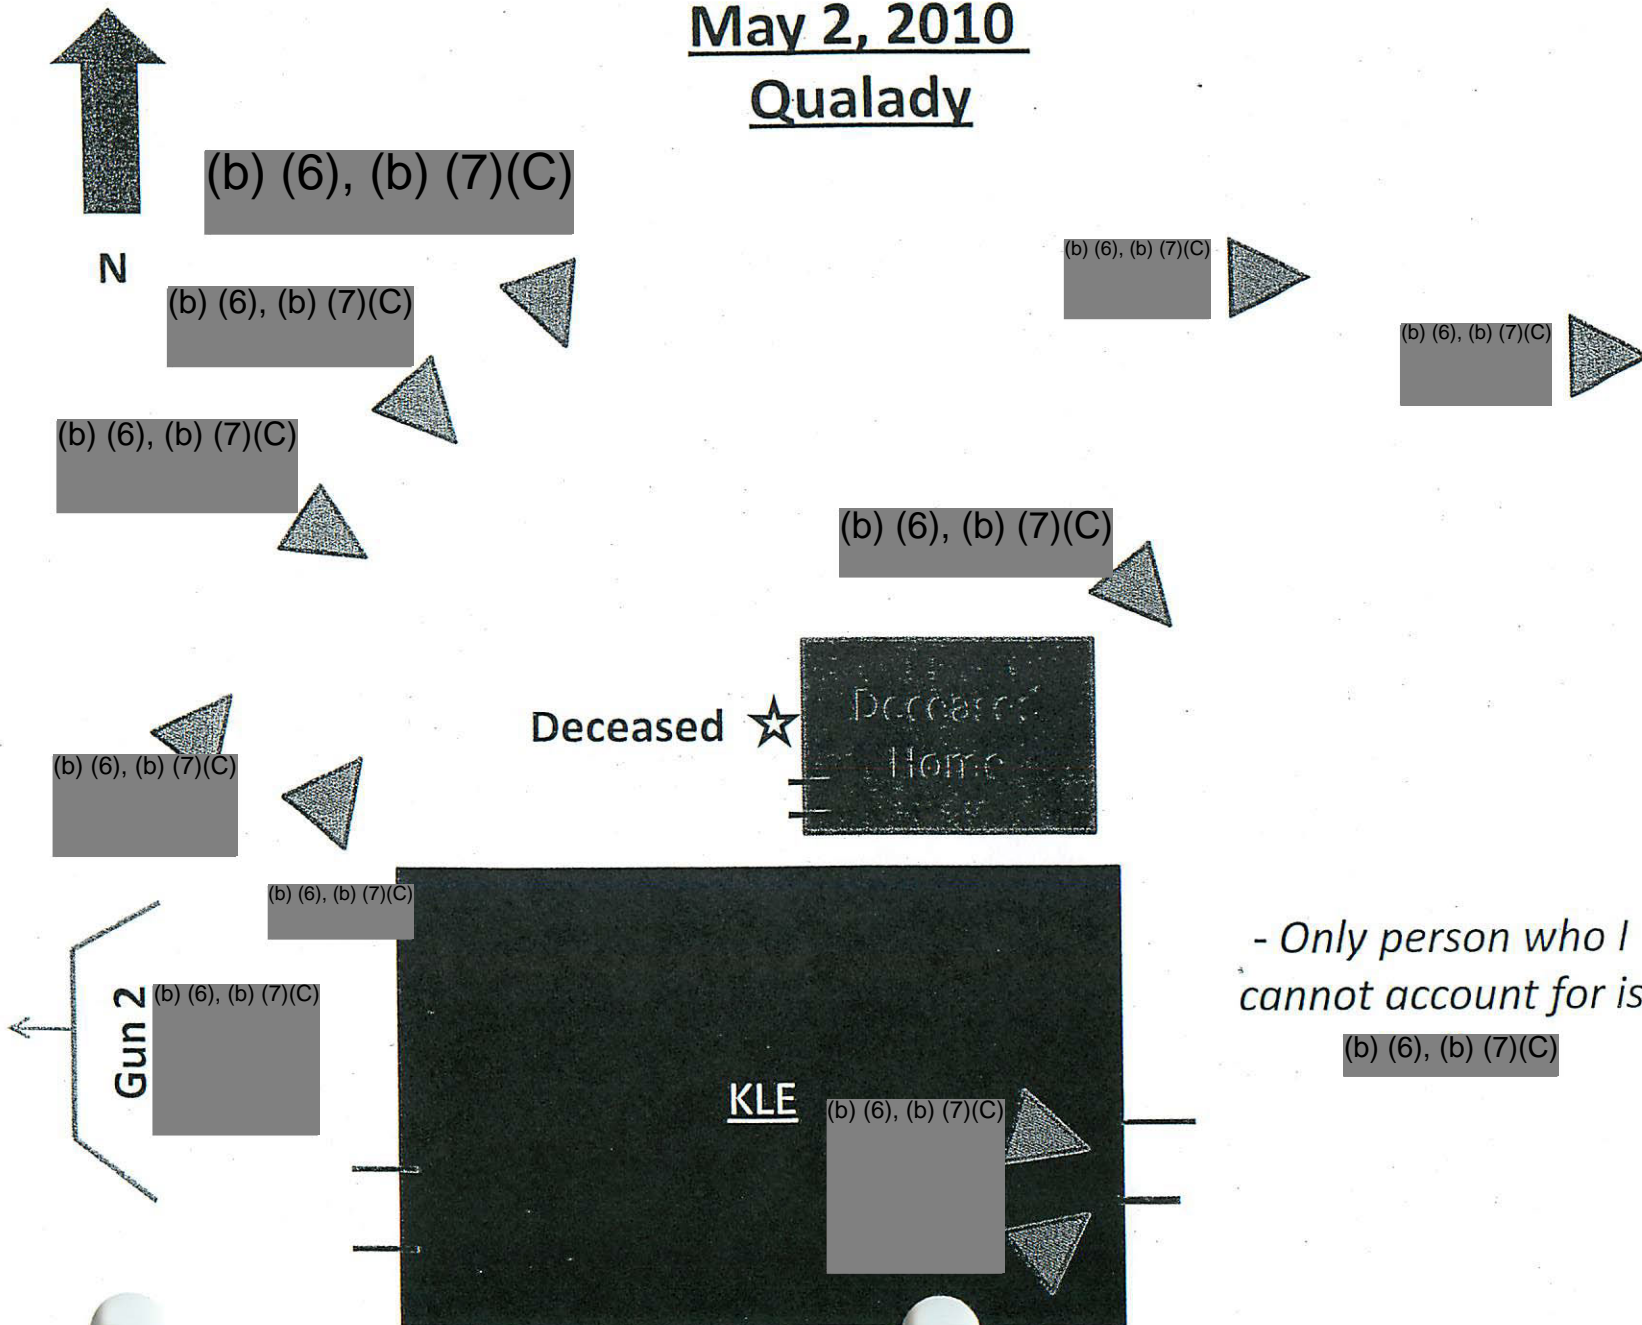 May 2, 2010
Qualady
N
(b) (6), (b) (7)(C)
(b) (6), (b) (7)(C)
(b) (6), (b) (7)(C)
(b) (6), (b) (7)(C)
(b) (6), (b) (7)(C)
(b) (6), (b) (7)(C)
Deceased
Deceased
Home
(b) (6), (b) (7)(C)
(b) (6), (b) (7)(C)
Gun 2
(b) (6), (b) (7)(C)
KLE
(b) (6), (b) (7)(C)
- Only person who I
cannot account for is
(b) (6), (b) (7)(C)